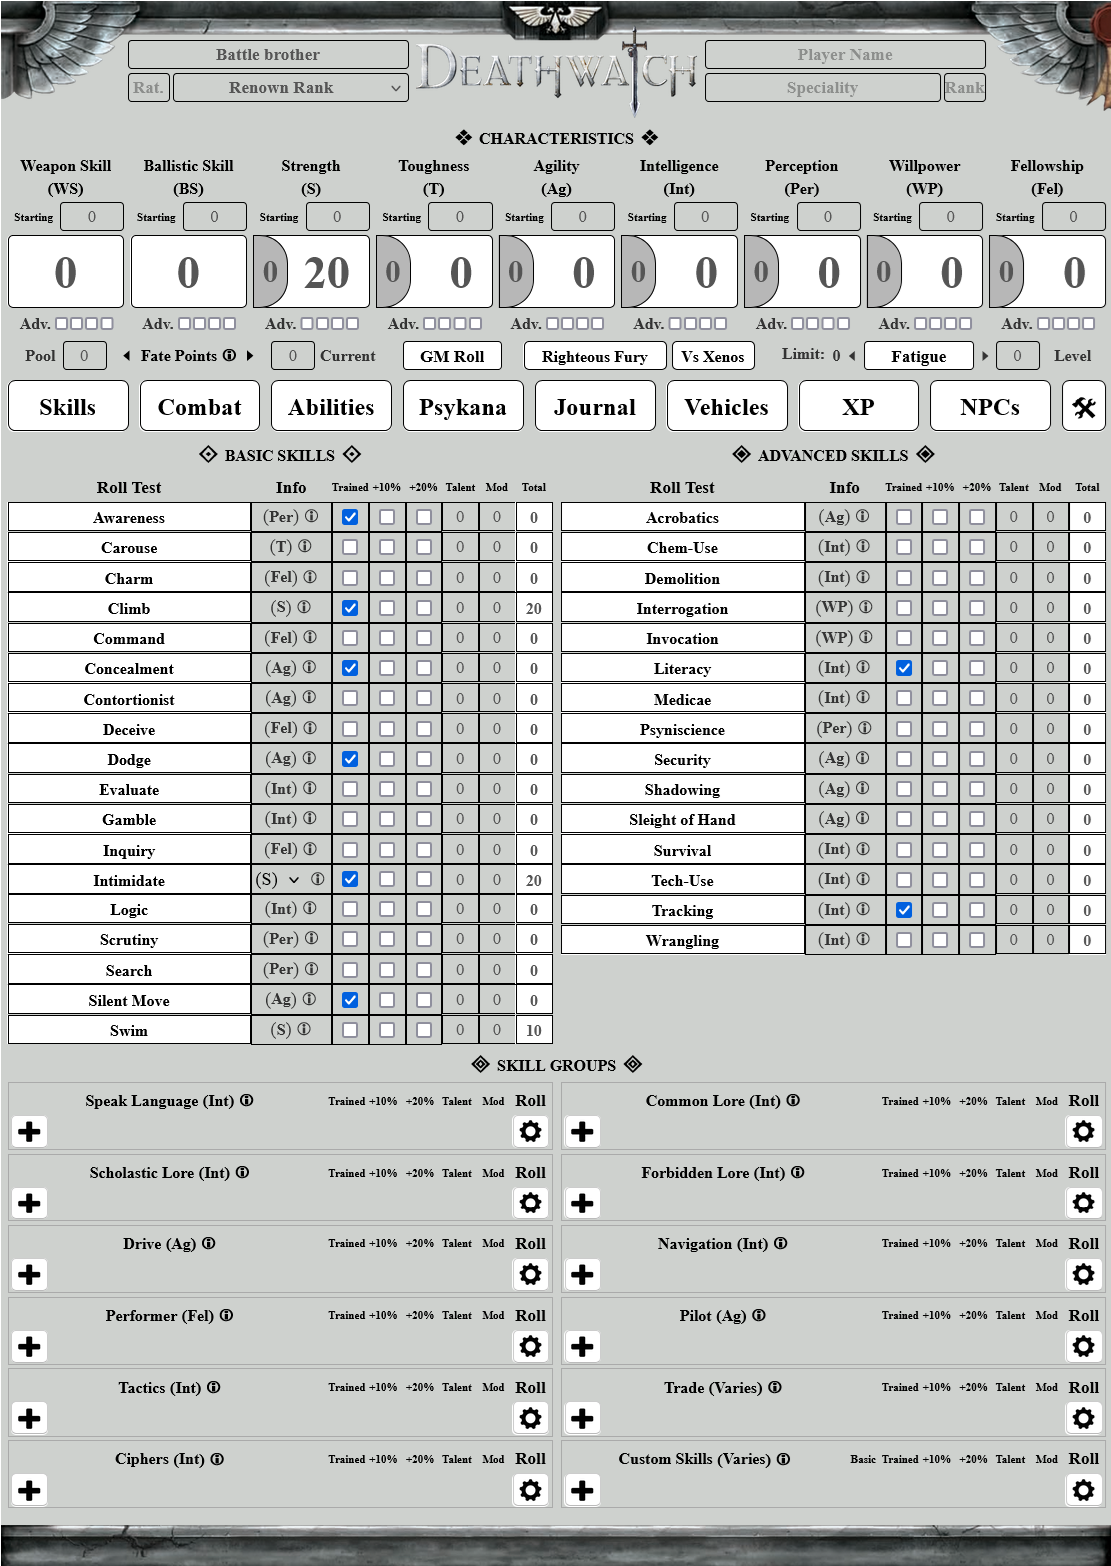 Battle brother
DEATHWATCH
Player Name
Rat. Renown Rank
Speciality Rank
CHARACTERISTICS
Weapon Skill Ballistic Skill Strength Toughness Agility Intelligence Perception Willpower Fellowship
(WS) (BS) (S) (T) (Ag) (Int) (Per) (WP) (Fel)
Starting 0 Starting 0 Starting 0 Starting 0 Starting 0 Starting 0 Starting 0 Starting 0 Starting 0
0 0 0 20 0 0 0 0 0 0 0 0 0 0 0 0
Adv. Adv. Adv. Adv. Adv. Adv. Adv. Adv. Adv.
Pool 0 Fate Points 0 Current GM Roll Righteous Fury Vs Xenos Limit: 0 Fatigue 0 Level
Skills Combat Abilities Psykana Journal Vehicles XP NPCs
BASIC SKILLS
Roll Test Info Trained +10% +20% Talent Mod Total
Awareness (Per) 0 0 0
Carouse (T) 0 0 0
Charm (Fel) 0 0 0
Climb (S) 0 0 20
Command (Fel) 0 0 0
Concealment (Ag) 0 0 0
Contortionist (Ag) 0 0 0
Deceive (Fel) 0 0 0
Dodge (Ag) 0 0 0
Evaluate (Int) 0 0 0
Gamble (Int) 0 0 0
Inquiry (Fel) 0 0 0
Intimidate (S) 0 0 20
Logic (Int) 0 0 0
Scrutiny (Per) 0 0 0
Search (Per) 0 0 0
Silent Move (Ag) 0 0 0
Swim (S) 0 0 10
ADVANCED SKILLS
Roll Test Info Trained +10% +20% Talent Mod Total
Acrobatics (Ag) 0 0 0
Chem-Use (Int) 0 0 0
Demolition (Int) 0 0 0
Interrogation (WP) 0 0 0
Invocation (WP) 0 0 0
Literacy (Int) 0 0 0
Medicae (Int) 0 0 0
Psyniscience (Per) 0 0 0
Security (Ag) 0 0 0
Shadowing (Ag) 0 0 0
Sleight of Hand (Ag) 0 0 0
Survival (Int) 0 0 0
Tech-Use (Int) 0 0 0
Tracking (Int) 0 0 0
Wrangling (Int) 0 0 0
SKILL GROUPS
Speak Language (Int) Trained +10% +20% Talent Mod Roll
Common Lore (Int) Trained +10% +20% Talent Mod Roll
Scholastic Lore (Int) Trained +10% +20% Talent Mod Roll
Forbidden Lore (Int) Trained +10% +20% Talent Mod Roll
Drive (Ag) Trained +10% +20% Talent Mod Roll
Navigation (Int) Trained +10% +20% Talent Mod Roll
Performer (Fel) Trained +10% +20% Talent Mod Roll
Pilot (Ag) Trained +10% +20% Talent Mod Roll
Tactics (Int) Trained +10% +20% Talent Mod Roll
Trade (Varies) Trained +10% +20% Talent Mod Roll
Ciphers (Int) Trained +10% +20% Talent Mod Roll
Custom Skills (Varies) Basic Trained +10% +20% Talent Mod Roll